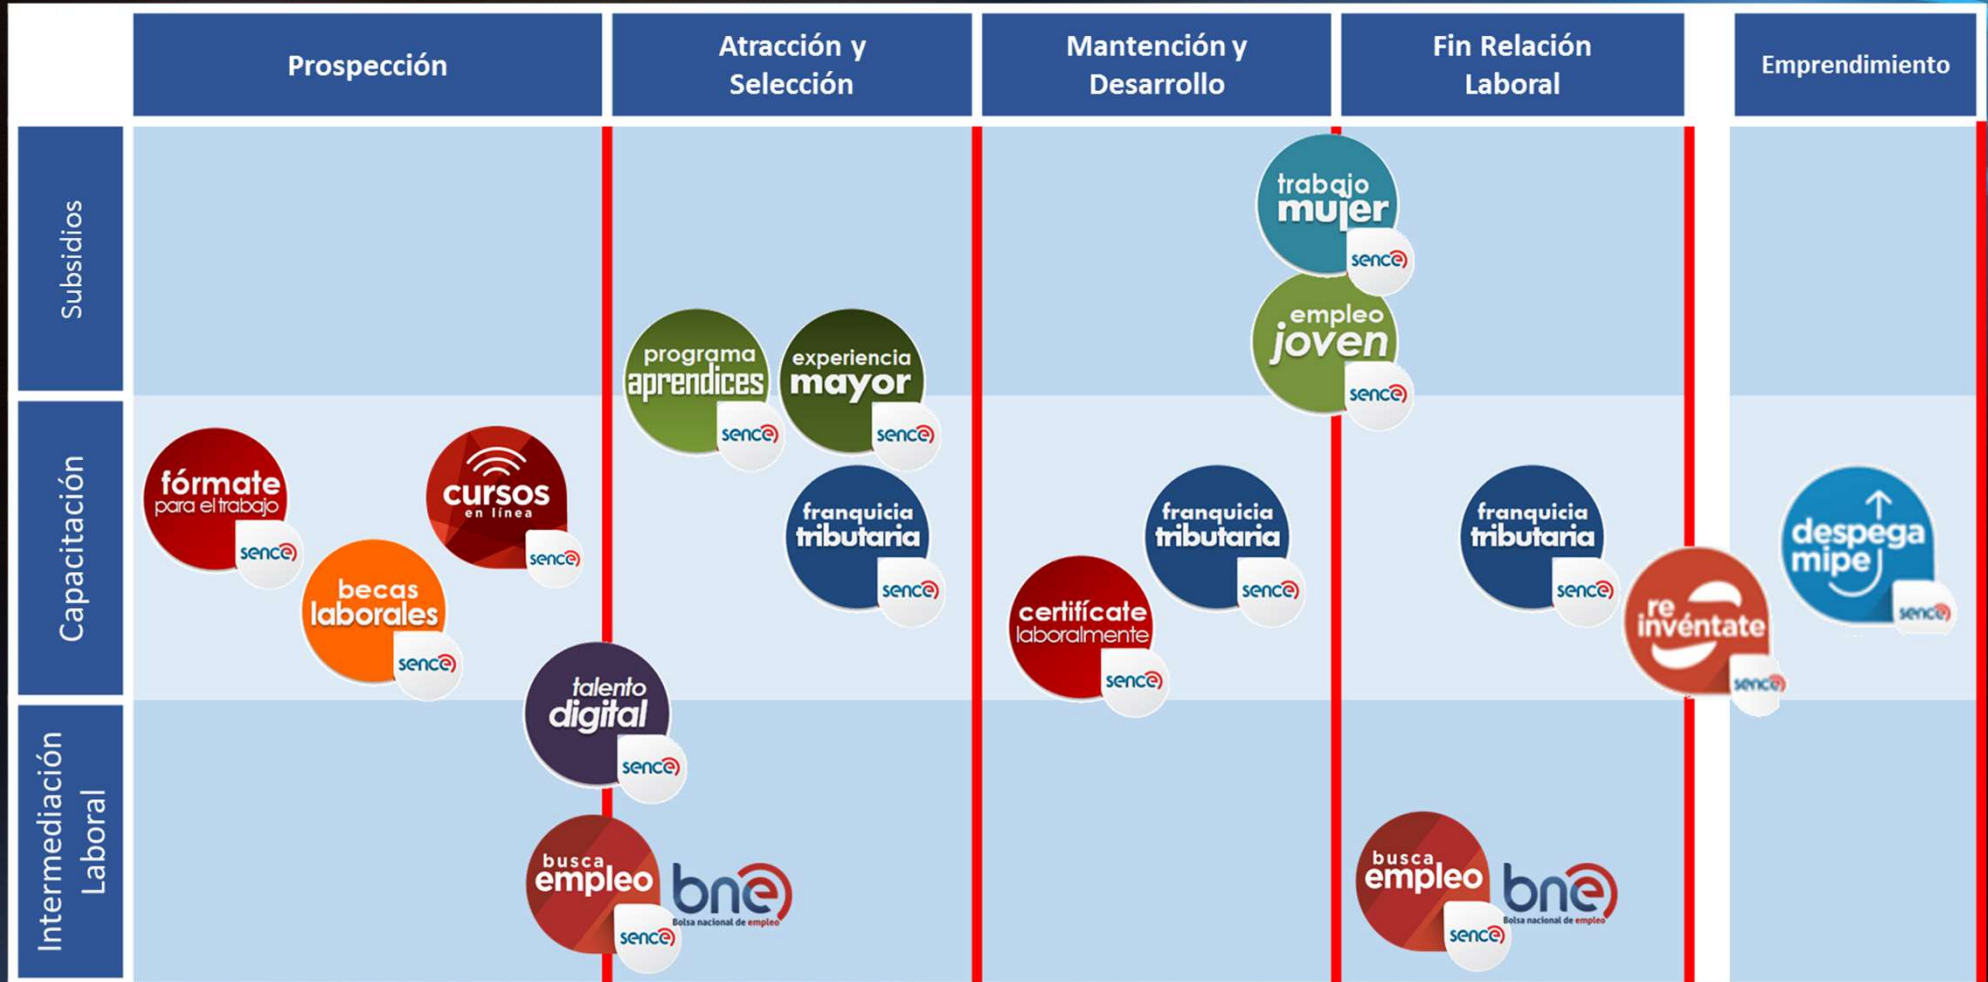 Prospección
Atracción y
Selección
Mantención y
Desarrollo
Fin Relación
Laboral
Emprendimiento
Subsidios
trabajo
mujer
sence
empleo
joven
sence
programa
aprendices
sence
experiencia
mayor
sence
Capacitación
fórmate
para el trabajo
sence
cursos
en línea
sence
becas
laborales
sence
franquicia
tributaria
sence
certifícate
laboralmente
sence
franquicia
tributaria
sence
franquicia
tributaria
sence
re
invéntate
sence
despega
mipe
sence
talento
digital
sence
Intermediación
Laboral
busca
empleo
sence
bne
Bolsa nacional de empleo
busca
empleo
sence
bne
Bolsa nacional de empleo